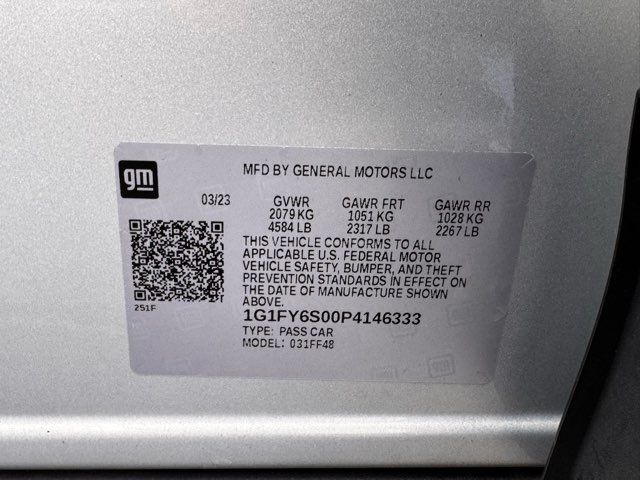 gm
MFD BY GENERAL MOTORS LLC
03/23 GVWR GAWR FRT GAWR RR
2079 KG 1051 KG 1028 KG
4584 LB 2317 LB 2267 LB
THIS VEHICLE CONFORMS TO ALL
APPLICABLE U.S. FEDERAL MOTOR
VEHICLE SAFETY, BUMPER, AND THEFT
PREVENTION STANDARDS IN EFFECT ON
THE DATE OF MANUFACTURE SHOWN
ABOVE.
251F
1G1FY6S00P4146333
TYPE: PASS CAR
MODEL: 031FF48